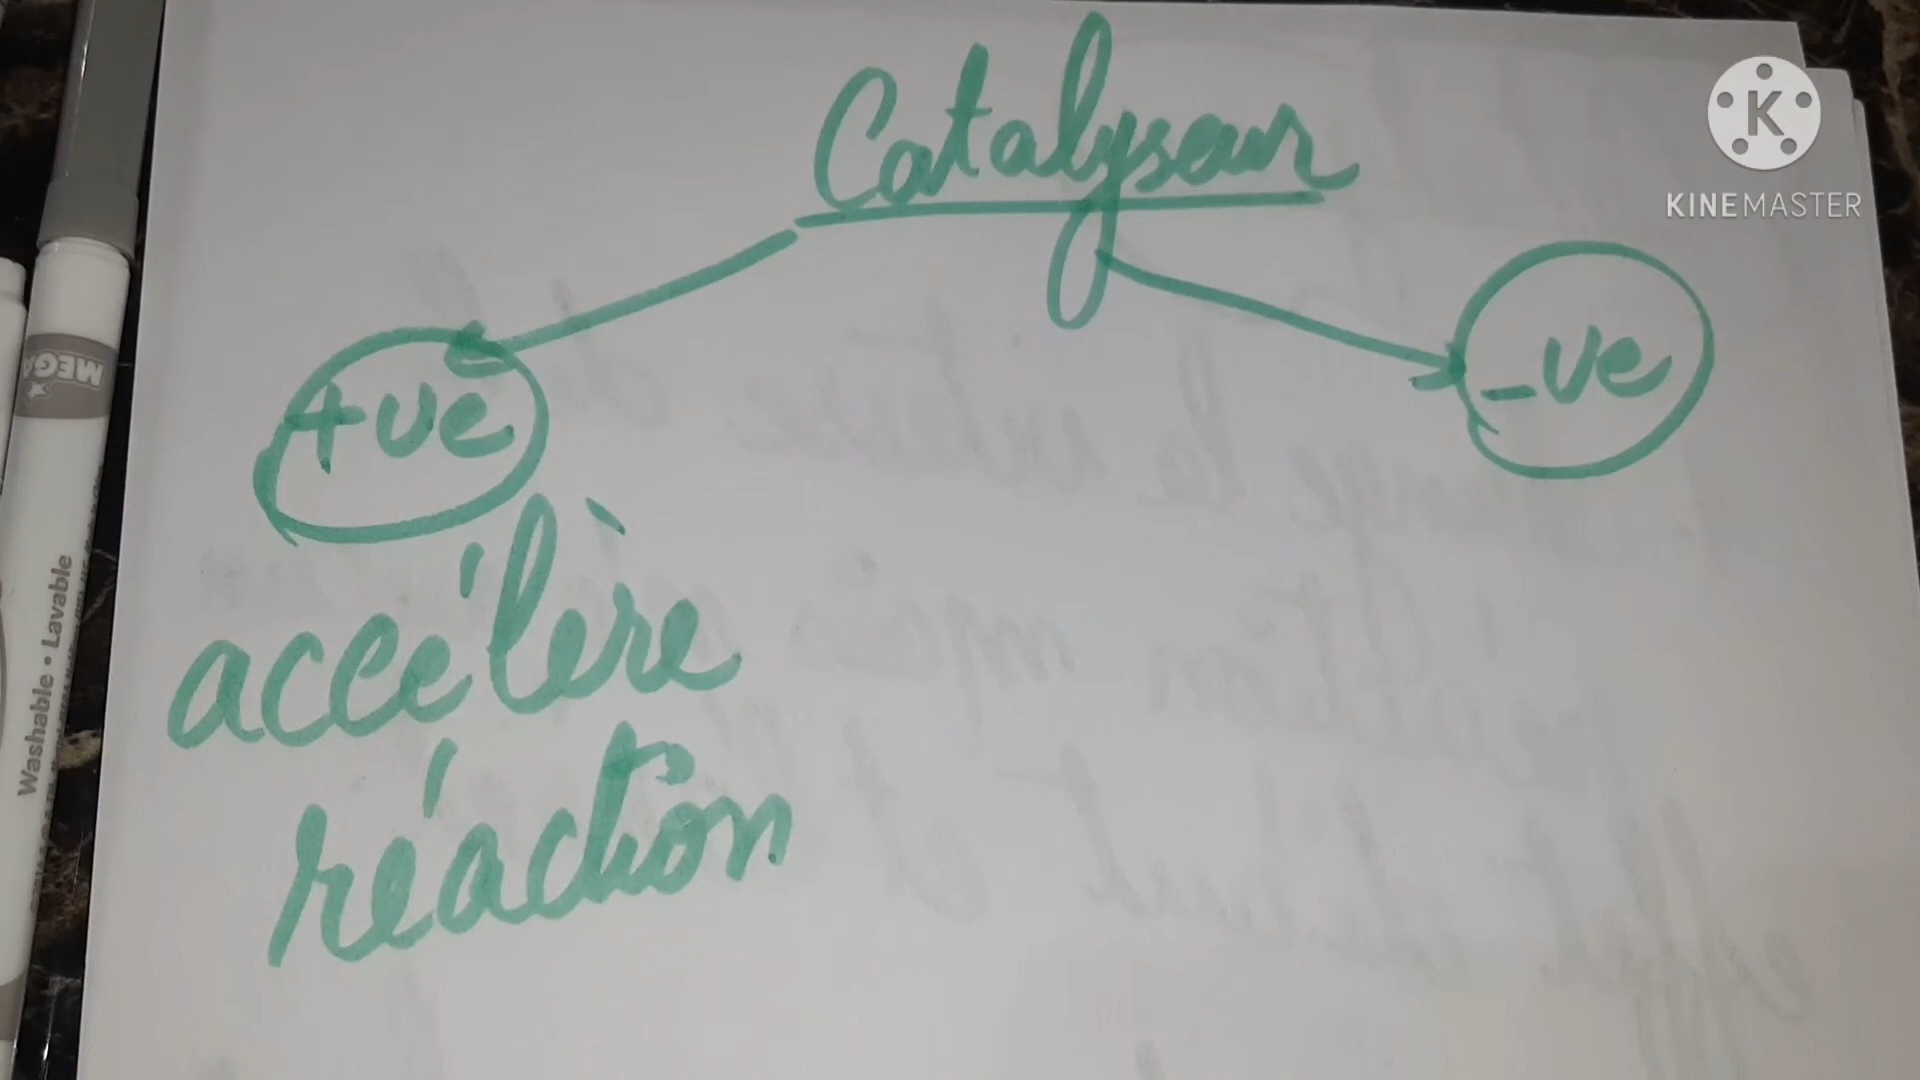 Catalyseur
+ve
-ve
accélère
réaction
KINEMASTER
MEGA
Washable • Lavable